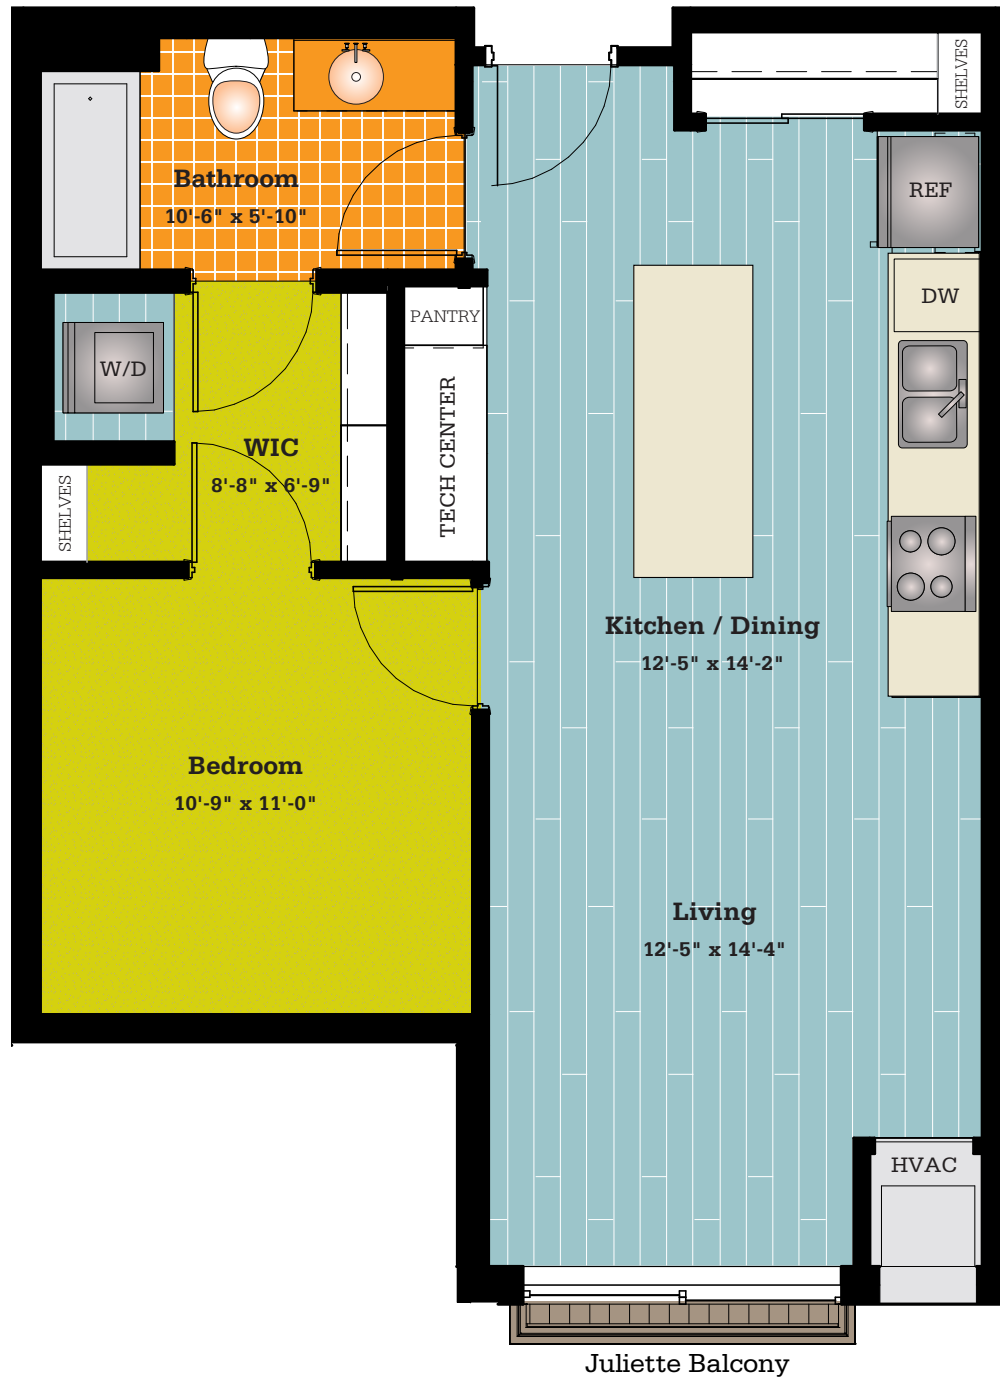 SHELVES
Bathroom
10'-6" x 5'-10"
REF
DW
PANTRY
W/D
TECH CENTER
WIC
8'-8" x 6'-9"
SHELVES
Kitchen / Dining
12'-5" x 14'-2"
Bedroom
10'-9" x 11'-0"
Living
12'-5" x 14'-4"
HVAC
Juliette Balcony